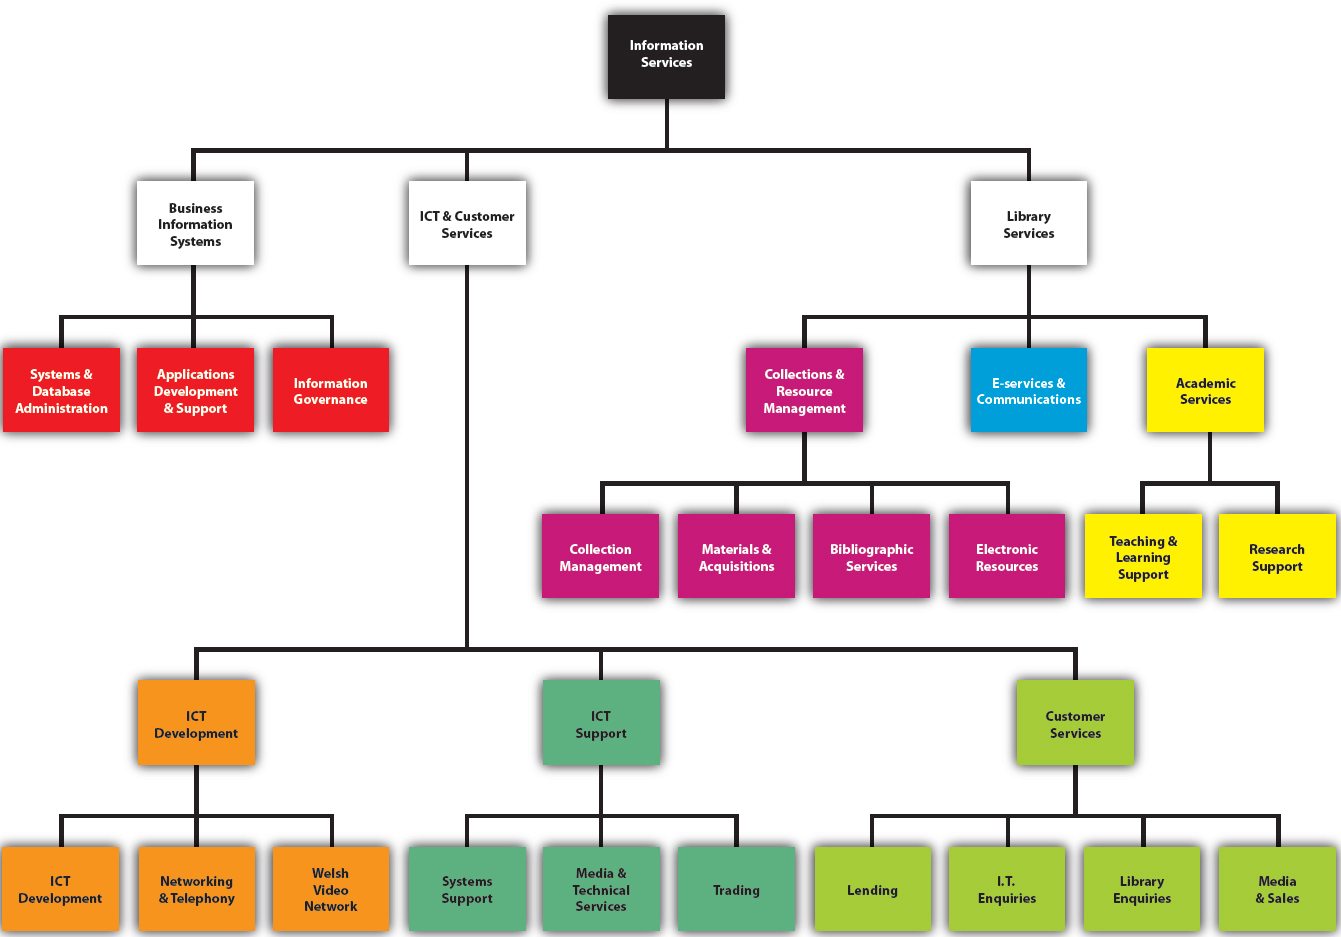 Information
Services
Business
Information
Systems
ICT & Customer
Services
Library
Services
Systems &
Database
Administration
Applications
Development
& Support
Information
Governance
Collections &
Resource
Management
E-services &
Communications
Academic
Services
Collection
Management
Materials &
Acquisitions
Bibliographic
Services
Electronic
Resources
Teaching &
Learning
Support
Research
Support
ICT
Development
ICT
Support
Customer
Services
ICT
Development
Networking
& Telephony
Welsh
Video
Network
Systems
Support
Media &
Technical
Services
Trading
Lending
I.T.
Enquiries
Library
Enquiries
Media
& Sales